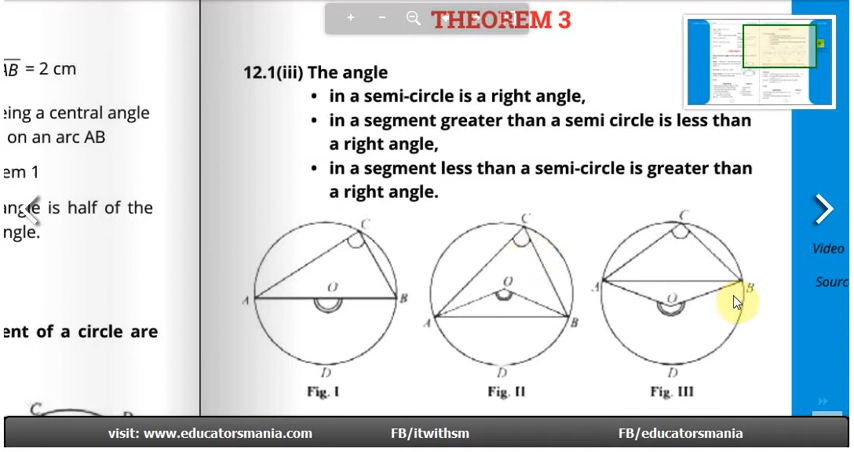 THEOREM 3
AB = 2 cm
eing a central angle
on an arc AB
em 1
is half of the
ngle.
ent of a circle are
C
12.1(iii) The angle
• in a semi-circle is a right angle,
• in a segment greater than a semi circle is less than
a right angle,
• in a segment less than a semi-circle is greater than
a right angle.
C
O
A
B
D
Fig. I
C
O
A
B
D
Fig. II
C
A
B
O
D
Fig. III
Video
Sourc
visit: www.educatorsmania.com FB/itwithsm FB/educatorsmania